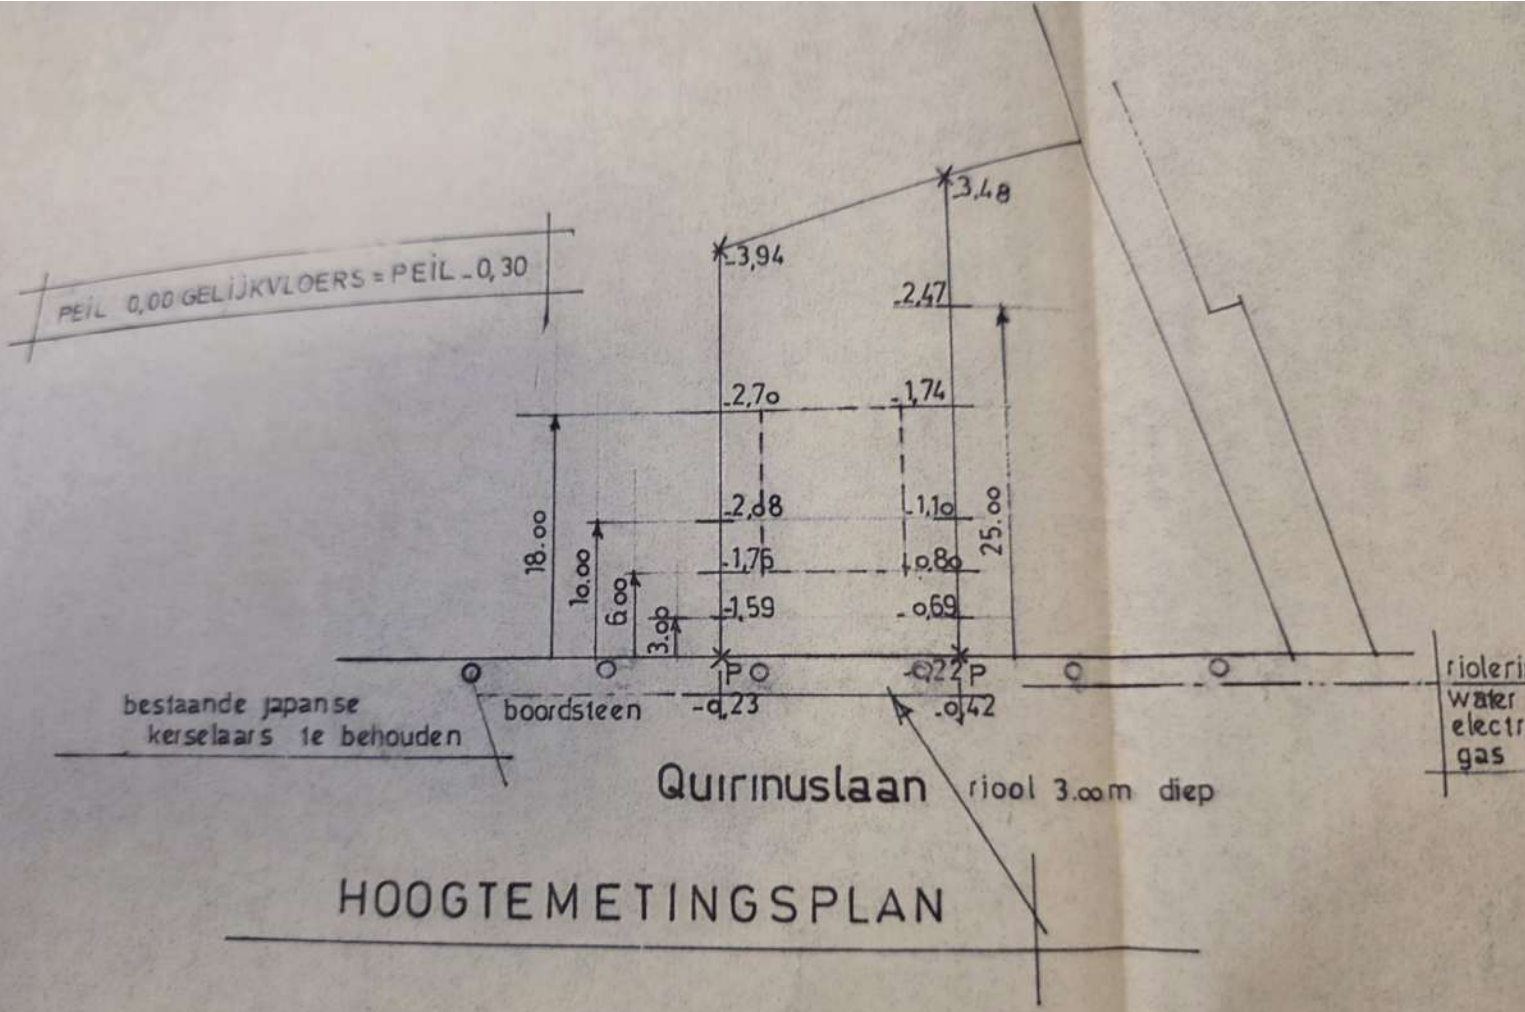 -3,48
-3,94
PEIL 0,00 GELIJKVLOERS = PEIL -0,30
-2,47
-2,70
-1,74
-2,08
-1,10
18.00
10.00
6.00
3.00
25.00
-1,75
-0,80
-1,59
-0,69
P
-0,22 P
bestaande japanse
kerselaars te behouden
boordsteen
-0,23
-0,42
water
gas
Quirinuslaan
riool 3.00m diep
HOOGTEMETINGSPLAN